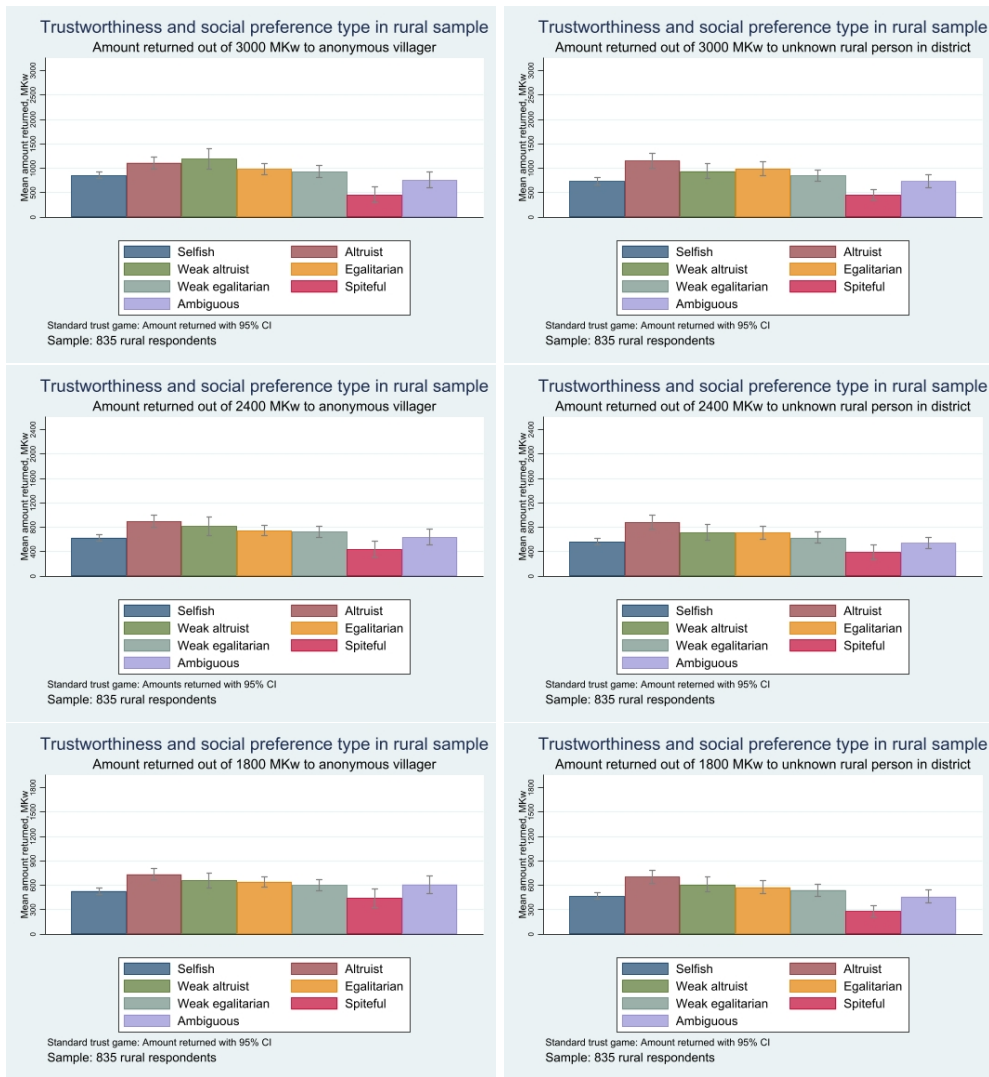 Trustworthiness and social preference type in rural sample
Amount returned out of 3000 MKw to anonymous villager
Mean amount returned, MKw
3000
2500
2000
1500
1000
500
0
Selfish Altruist
Weak altruist Egalitarian
Weak egalitarian Spiteful
Ambiguous
Standard trust game: Amount returned with 95% CI
Sample: 835 rural respondents
Trustworthiness and social preference type in rural sample
Amount returned out of 3000 MKw to unknown rural person in district
Mean amount returned, MKw
3000
2500
2000
1500
1000
500
0
Selfish Altruist
Weak altruist Egalitarian
Weak egalitarian Spiteful
Ambiguous
Standard trust game: Amount returned with 95% CI
Sample: 835 rural respondents
Trustworthiness and social preference type in rural sample
Amount returned out of 2400 MKw to anonymous villager
Mean amount returned, MKw
2400
2000
1600
1200
800
400
0
Selfish Altruist
Weak altruist Egalitarian
Weak egalitarian Spiteful
Ambiguous
Standard trust game: Amounts returned with 95% CI
Sample: 835 rural respondents
Trustworthiness and social preference type in rural sample
Amount returned out of 2400 MKw to unknown rural person in district
Mean amount returned, MKw
2400
2000
1600
1200
800
400
0
Selfish Altruist
Weak altruist Egalitarian
Weak egalitarian Spiteful
Ambiguous
Standard trust game: Amount returned with 95% CI
Sample: 835 rural respondents
Trustworthiness and social preference type in rural sample
Amount returned out of 1800 MKw to anonymous villager
Mean amount returned, MKw
1800
1500
1200
900
600
300
0
Selfish Altruist
Weak altruist Egalitarian
Weak egalitarian Spiteful
Ambiguous
Standard trust game: Amount returned with 95% CI
Sample: 835 rural respondents
Trustworthiness and social preference type in rural sample
Amount returned out of 1800 MKw to unknown rural person in district
Mean amount returned, MKw
1800
1500
1200
900
600
300
0
Selfish Altruist
Weak altruist Egalitarian
Weak egalitarian Spiteful
Ambiguous
Standard trust game: Amount returned with 95% CI
Sample: 835 rural respondents